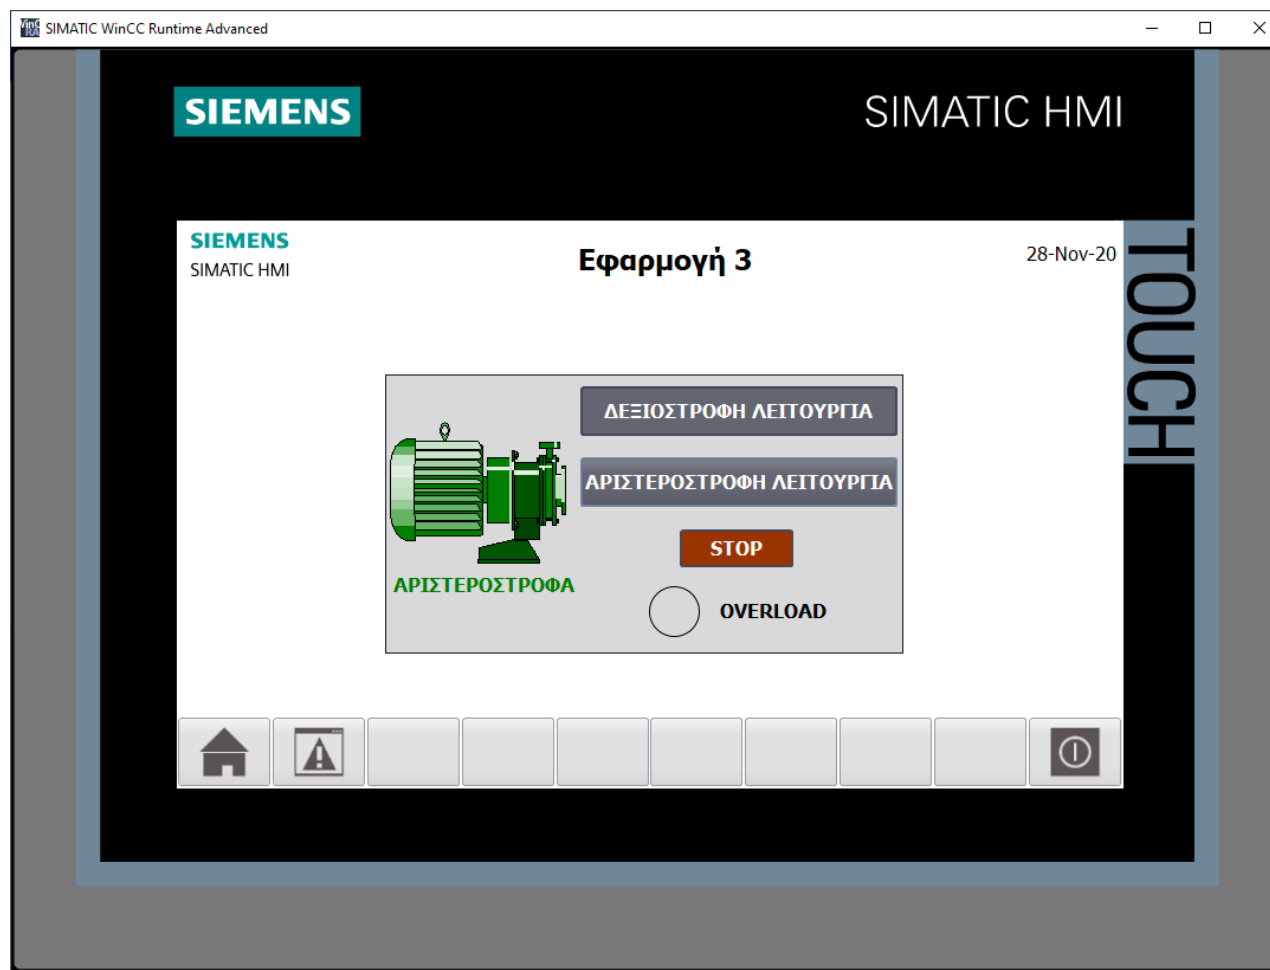 SIMATIC WinCC Runtime Advanced
SIEMENS
SIMATIC HMI
SIEMENS
SIMATIC HMI
Εφαρμογή 3
28-Nov-20
TOUCH
ΔΕΞΙΟΣΤΡΟΦΗ ΛΕΙΤΟΥΡΓΙΑ
ΑΡΙΣΤΕΡΟΣΤΡΟΦΗ ΛΕΙΤΟΥΡΓΙΑ
STOP
ΑΡΙΣΤΕΡΟΣΤΡΟΦΑ
OVERLOAD